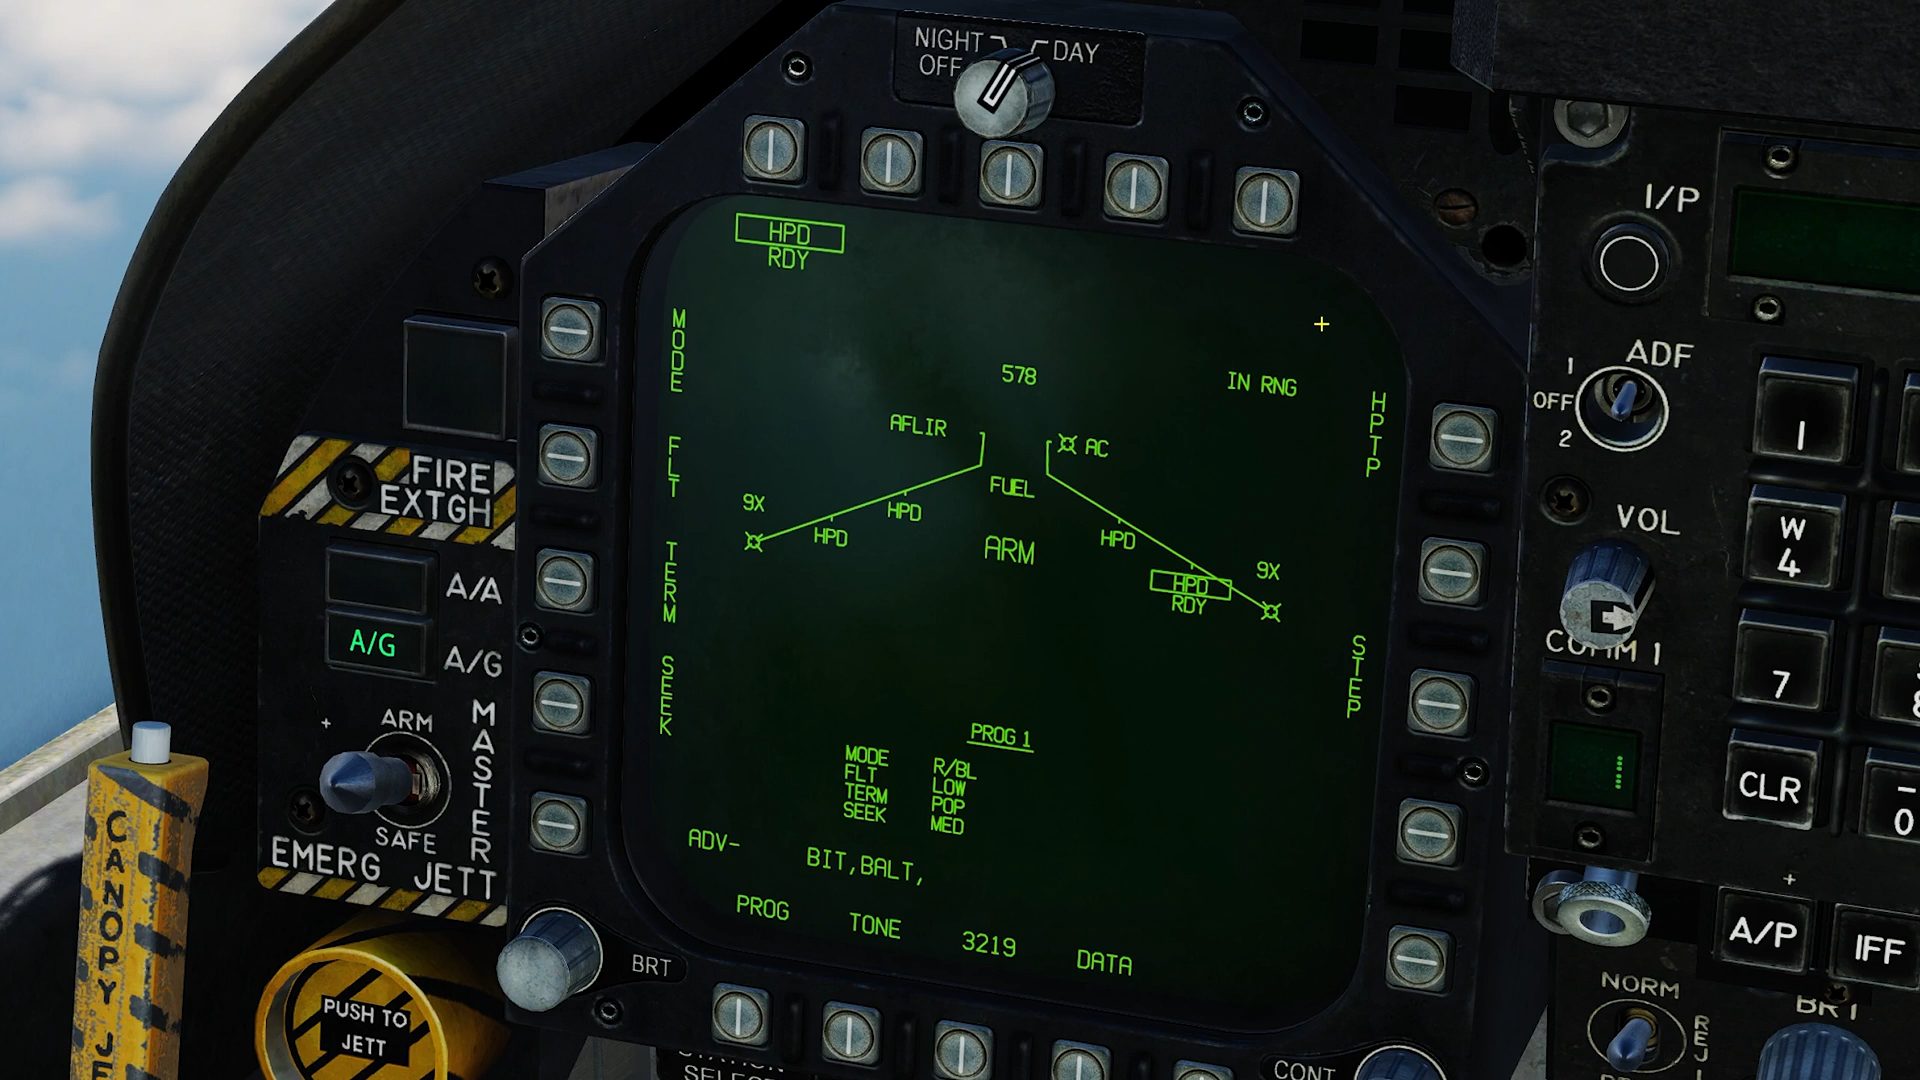 NIGHT
OFF
DAY
HPD
RDY
MODE
FLT
TERM
SEEK
578
IN RNG
HPTP
STEP
AFLIR
AC
FUEL
9X
HPD
HPD
ARM
HPD
9X
HPD
RDY
PROG 1
MODE R/BL
FLT LOW
TERM POP
SEEK MED
ADV- BIT,BALT,
PROG TONE 3219 DATA
BRT
CONT
FIRE
EXTGH
A/A
A/G
A/G
ARM
SAFE
MASTER
EMERG JETT
CANOPY
PUSH TO
JETT
I/P
ADF
1
OFF
2
VOL
COMM 1
1
W
4
7
CLR
-
0
A/P
IFF
NORM